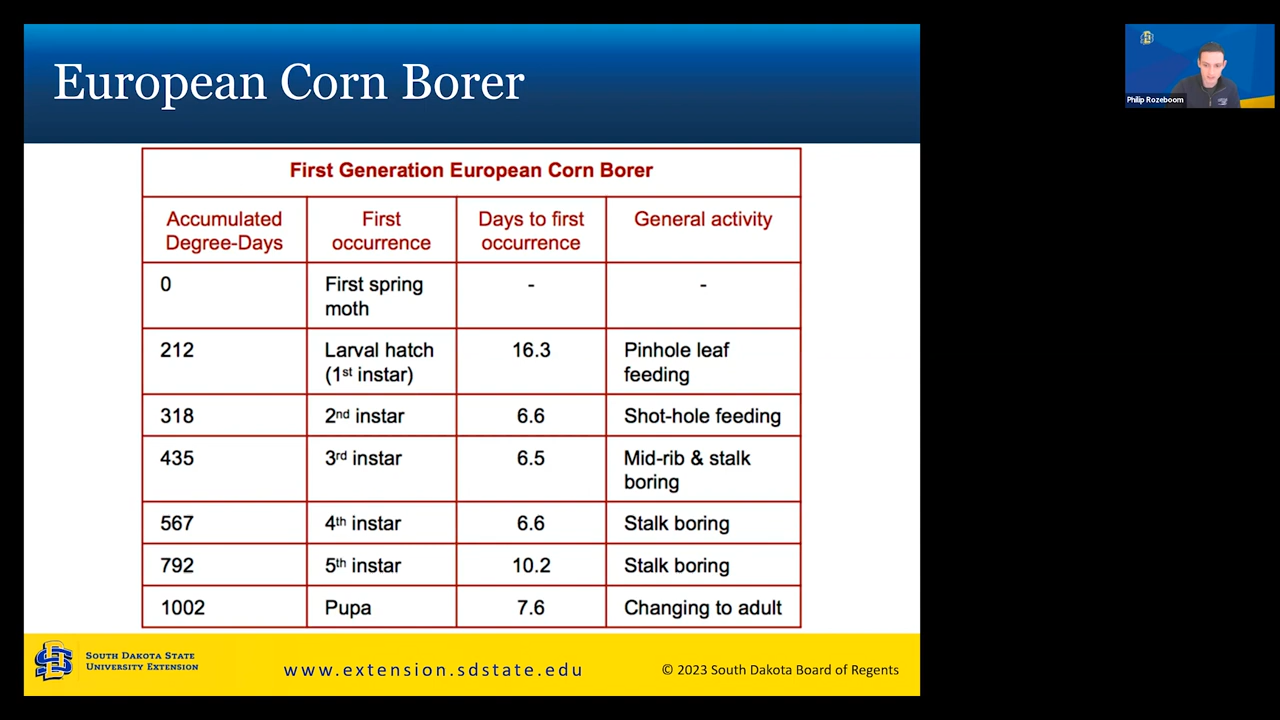 European Corn Borer
First Generation European Corn Borer
Accumulated
Degree-Days
First
occurrence
Days to first
occurrence
General activity
0
First spring
moth
-
-
212
Larval hatch
(1st instar)
16.3
Pinhole leaf
feeding
318
2nd instar
6.6
Shot-hole feeding
435
3rd instar
6.5
Mid-rib & stalk
boring
567
4th instar
6.6
Stalk boring
792
5th instar
10.2
Stalk boring
1002
Pupa
7.6
Changing to adult
SOUTH DAKOTA STATE
UNIVERSITY EXTENSION
www.extension.sdstate.edu
© 2023 South Dakota Board of Regents
Philip Rozeboom